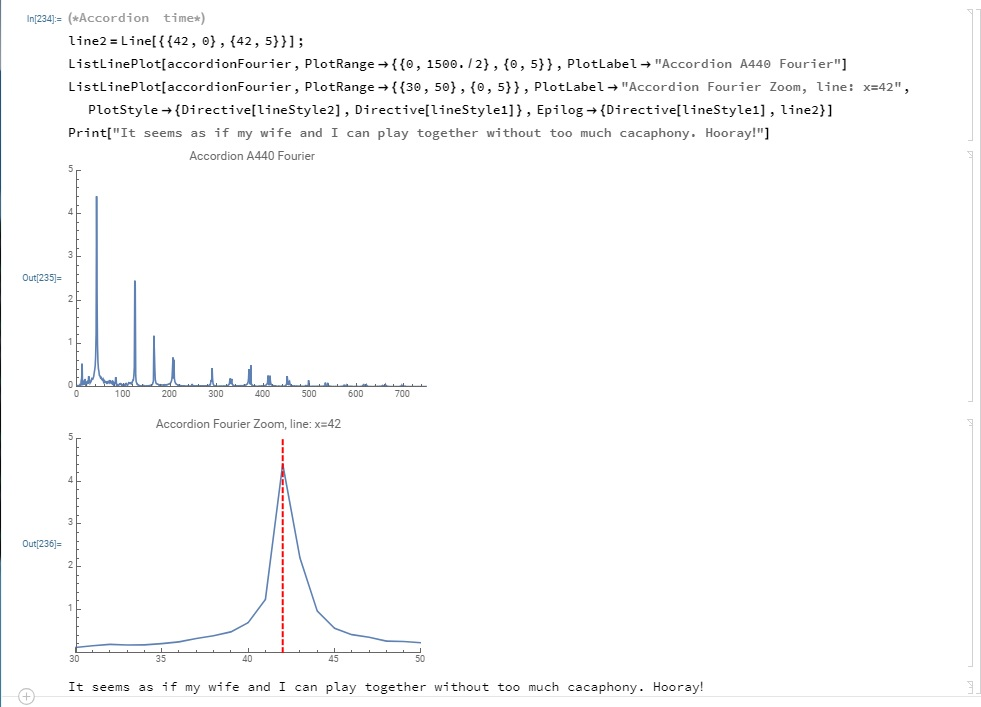 In[234]:= (*Accordion time*)
line2 = Line[{{42, 0}, {42, 5}}];
ListLinePlot[accordionFourier, PlotRange → {{0, 1500./2}, {0, 5}}, PlotLabel → "Accordion A440 Fourier"]
ListLinePlot[accordionFourier, PlotRange → {{30, 50}, {0, 5}}, PlotLabel → "Accordion Fourier Zoom, line: x=42",
PlotStyle → {Directive[lineStyle2], Directive[lineStyle1]}, Epilog → {Directive[lineStyle1], line2}]
Print["It seems as if my wife and I can play together without too much cacaphony. Hooray!"]
Accordion A440 Fourier
5
4
3
Out[235]=
2
1
0
0 100 200 300 400 500 600 700
Accordion Fourier Zoom, line: x=42
5
4
3
Out[236]=
2
1
30 35 40 45 50
It seems as if my wife and I can play together without too much cacaphony. Hooray!